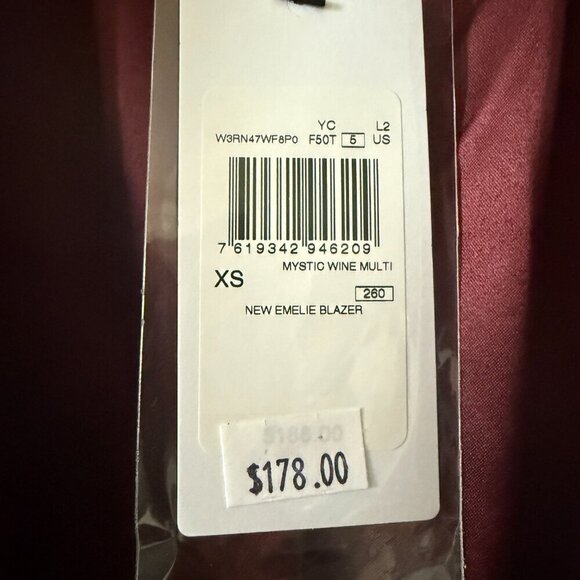 YC L2
W3RN47WF8P0 F50T 5 US
7 619342 946209
MYSTIC WINE MULTI
XS
260
NEW EMELIE BLAZER
$178.00